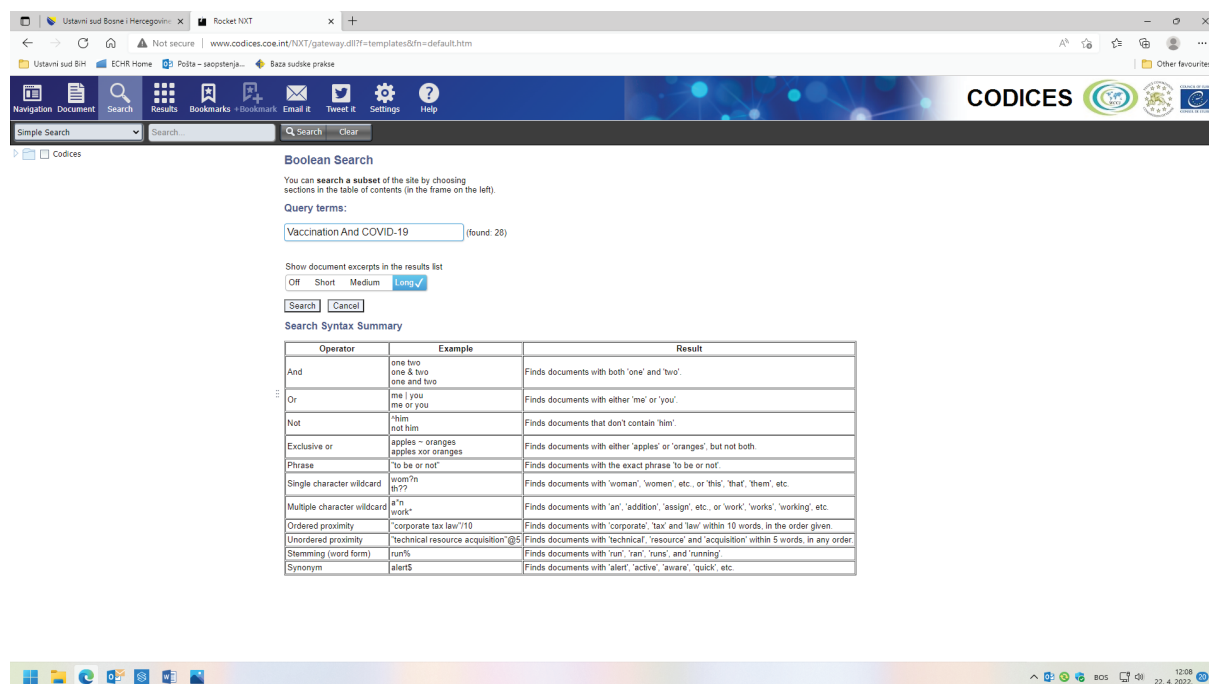 Ustavni sud Bosne i Hercegovine
Rocket NXT
Not secure
www.codices.coe.int/NXT/gateway.dll?f=templates&fn=default.htm
Ustavni sud BiH
ECHR Home
Pošta – saopstenja...
Baza sudske prakse
Other favourites
Navigation Document Search Results Bookmarks +Bookmark Email it Tweet it Settings Help
CODICES
Simple Search
Search...
Search
Clear
Codices
Boolean Search
You can search a subset of the site by choosing
sections in the table of contents (in the frame on the left).
Query terms:
Vaccination And COVID-19 (found: 28)
Show document excerpts in the results list
Off Short Medium Long
Search Cancel
Search Syntax Summary
Operator Example Result
And
one two
one & two
one and two
Finds documents with both 'one' and 'two'.
Or
me | you
me or you
Finds documents with either 'me' or 'you'.
Not
^him
not him
Finds documents that don't contain 'him'.
Exclusive or
apples ~ oranges
apples xor oranges
Finds documents with either 'apples' or 'oranges', but not both.
Phrase
"to be or not"
Finds documents with the exact phrase 'to be or not'.
Single character wildcard
wom?n
th??
Finds documents with 'woman', 'women', etc., or 'this', 'that', 'them', etc.
Multiple character wildcard
a*n
work*
Finds documents with 'an', 'addition', 'assign', etc., or 'work', 'works', 'working', etc.
Ordered proximity
"corporate tax law"/10
Finds documents with 'corporate', 'tax' and 'law' within 10 words, in the order given.
Unordered proximity
"technical resource acquisition"@5
Finds documents with 'technical', 'resource' and 'acquisition' within 5 words, in any order.
Stemming (word form)
run%
Finds documents with 'run', 'ran', 'runs', and 'running'.
Synonym
alert$
Finds documents with 'alert', 'active', 'aware', 'quick', etc.
BOS
12:08
22. 4. 2022.
20